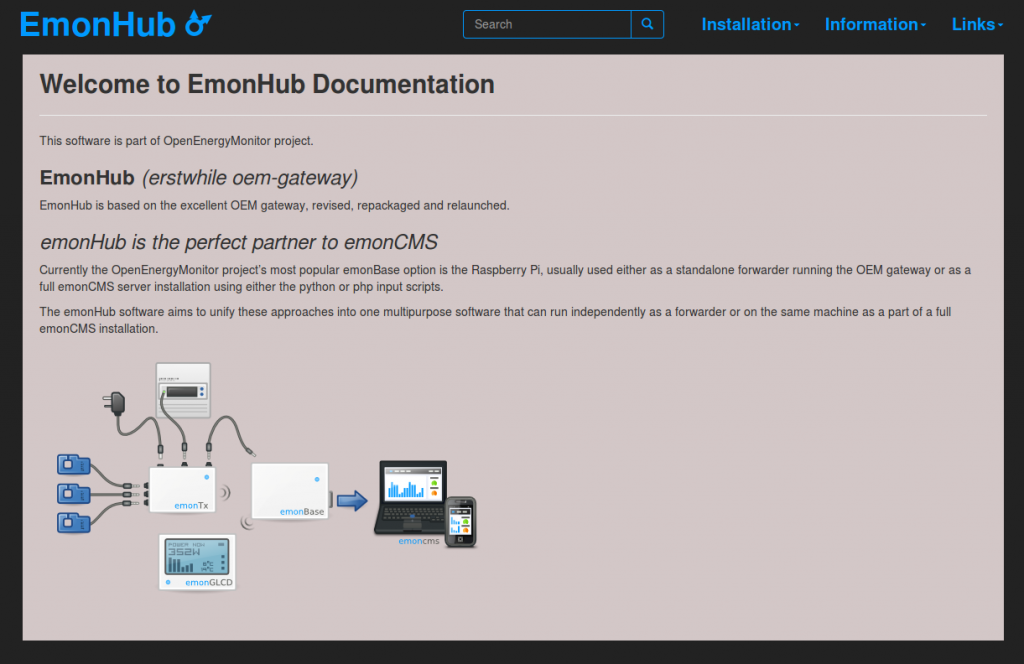 EmonHub
Search
Installation
Information
Links
Welcome to EmonHub Documentation
This software is part of OpenEnergyMonitor project.
EmonHub (erstwhile oem-gateway)
EmonHub is based on the excellent OEM gateway, revised, repackaged and relaunched.
emonHub is the perfect partner to emonCMS
Currently the OpenEnergyMonitor project's most popular emonBase option is the Raspberry Pi, usually used either as a standalone forwarder running the OEM gateway or as a
full emonCMS server installation using either the python or php input scripts.
The emonHub software aims to unify these approaches into one multipurpose software that can run independently as a forwarder or on the same machine as a part of a full
emonCMS installation.
emonTx
emonBase
emoncms
POWER NOW
352W
emonGLCD